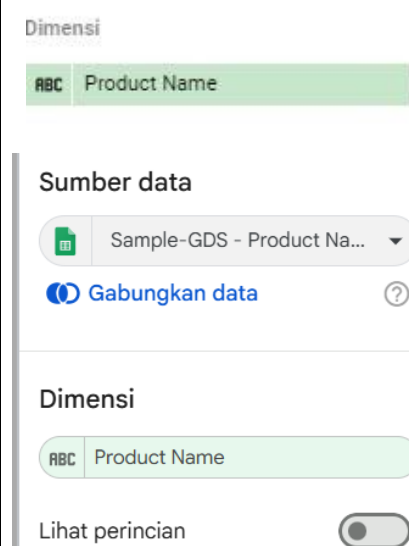 Dimensi
ABC Product Name
Sumber data
Sample-GDS - Product Na...
Gabungkan data
Dimensi
ABC Product Name
Lihat perincian